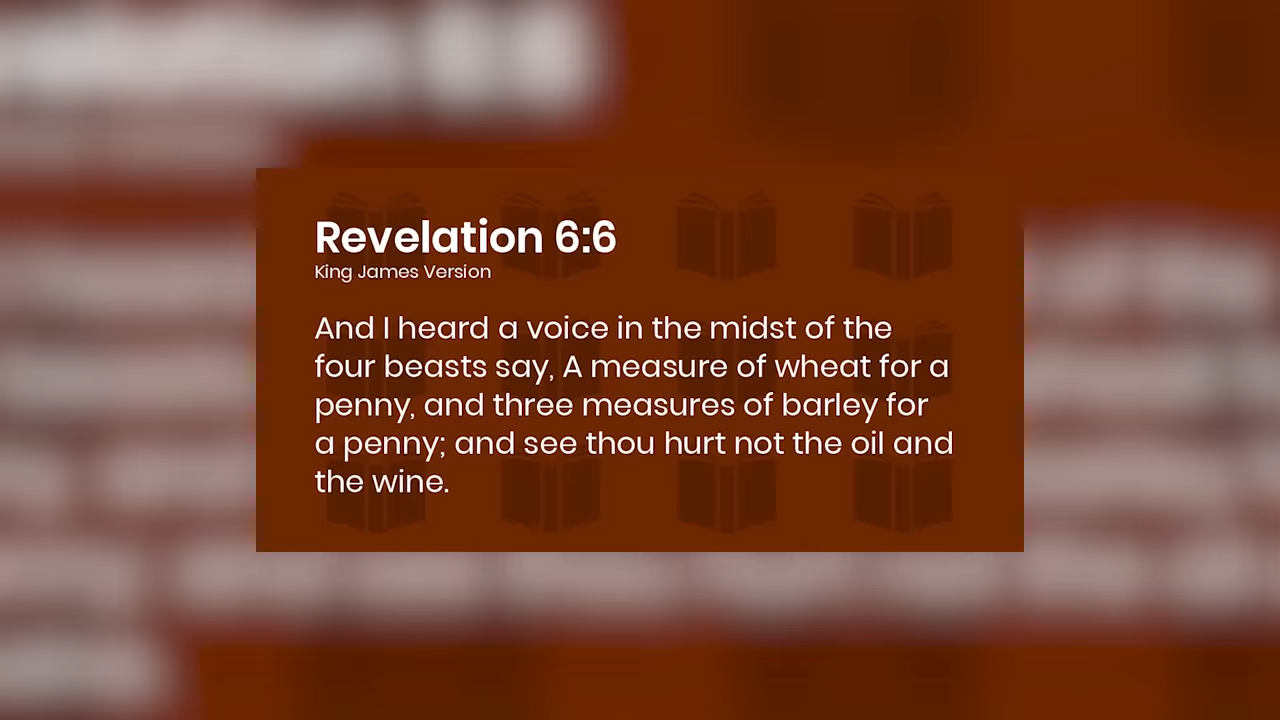 Revelation 6:6
King James Version
And I heard a voice in the midst of the
four beasts say, A measure of wheat for a
penny, and three measures of barley for
a penny; and see thou hurt not the oil and
the wine.